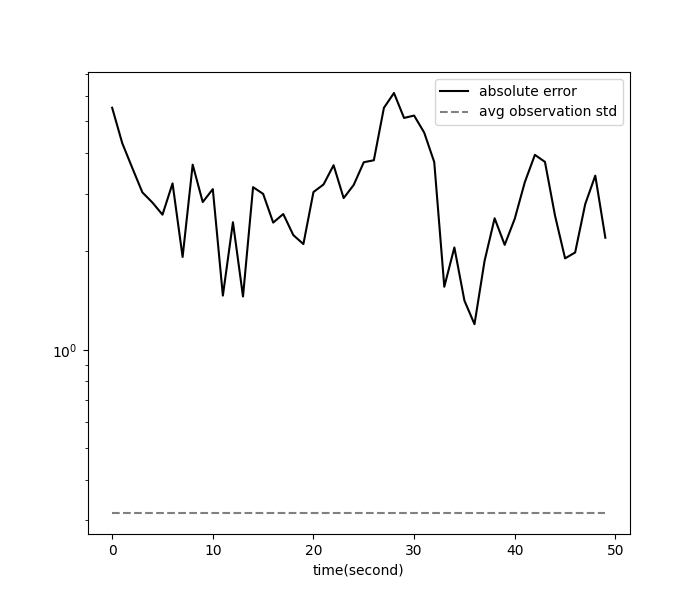 absolute error
avg observation std
10⁰
0 10 20 30 40 50
time(second)